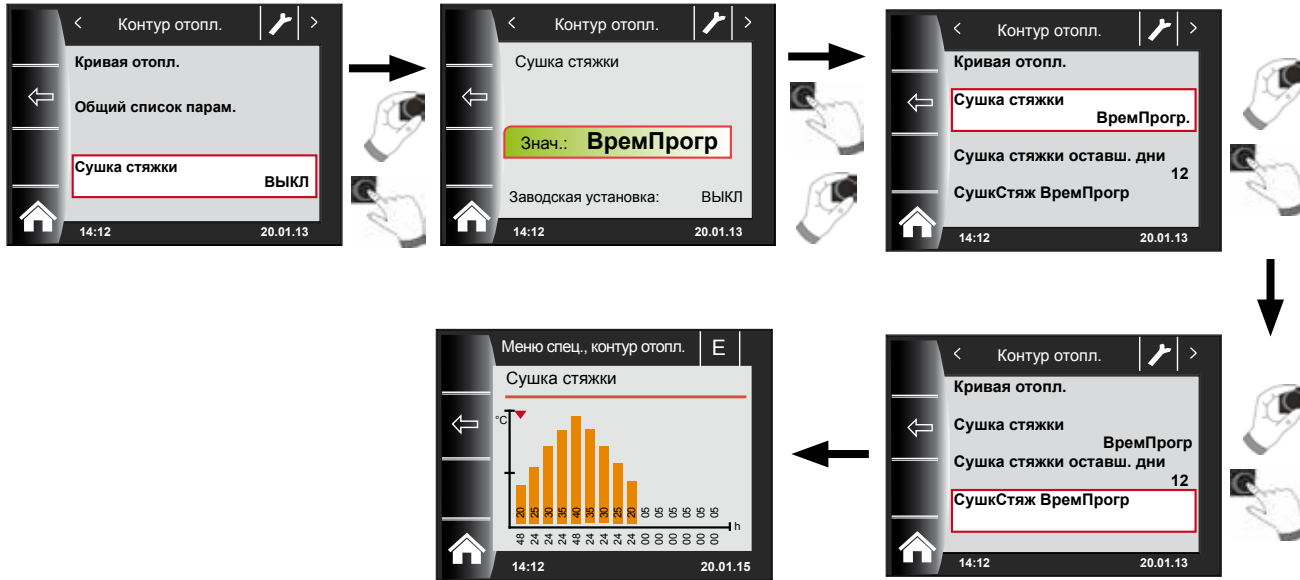 < Контур отопл. >
Кривая отопл.
Общий список парам.
Сушка стяжки
ВЫКЛ
14:12 20.01.13
< Контур отопл. >
Сушка стяжки
Знач.: ВремПрогр
Заводская установка: ВЫКЛ
14:12 20.01.13
< Контур отопл. >
Кривая отопл.
Сушка стяжки
ВремПрогр.
Сушка стяжки оставш. дни
12
СушкСтяж ВремПрогр
14:12 20.01.13
< Контур отопл. >
Кривая отопл.
Сушка стяжки
ВремПрогр
Сушка стяжки оставш. дни
12
СушкСтяж ВремПрогр
14:12 20.01.13
Меню спец., контур отопл. E
Сушка стяжки
°C
20 25 30 35 40 35 30 25 20 05 05 05 05 05 05
h
48 24 24 24 48 24 24 24 24 00 00 00 00 00 00
14:12 20.01.15